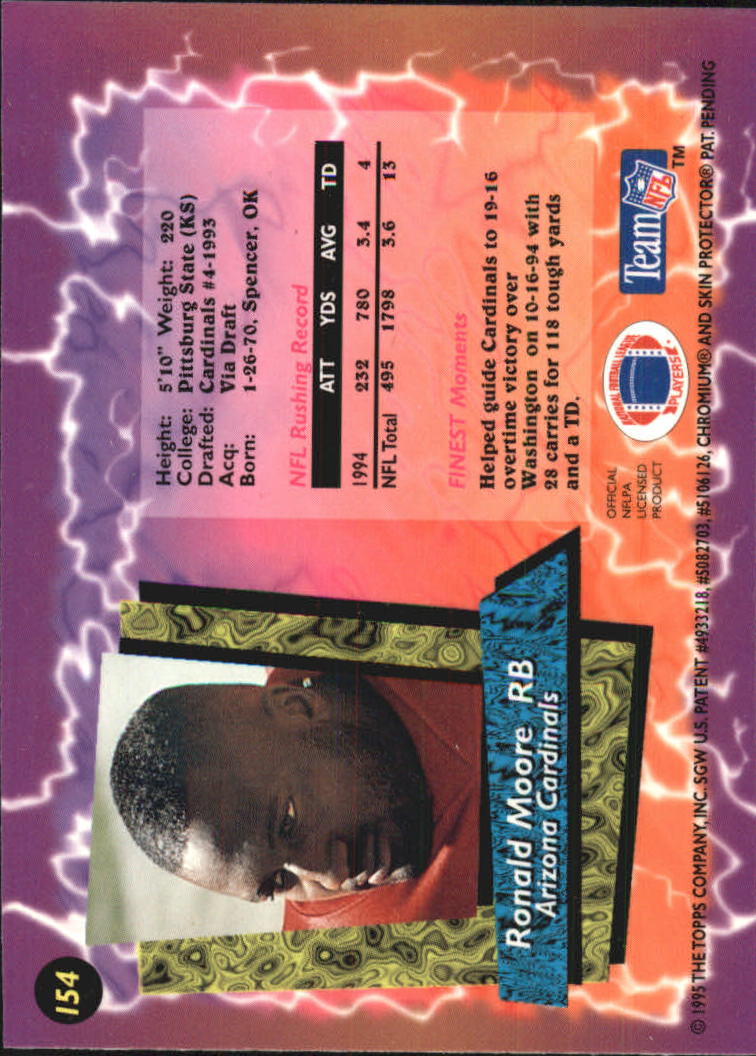 154
Ronald Moore RB
Arizona Cardinals
Height: 5'10" Weight: 220
College: Pittsburg State (KS)
Drafted: Cardinals #4-1993
Acq: Via Draft
Born: 1-26-70, Spencer, OK
NFL Rushing Record
ATT YDS AVG TD
1994 232 780 3.4 4
NFL Total 495 1798 3.6 13
FINEST Moments
Helped guide Cardinals to 19-16
overtime victory over
Washington on 10-16-94 with
28 carries for 118 tough yards
and a TD.
OFFICIAL
NFLPA
LICENSED
PRODUCT
NATIONAL FOOTBALL LEAGUE
PLAYERS
Team NFL TM
© 1995 THE TOPPS COMPANY, INC. SGW U.S. PATENT #4933218, #5082703, #5106126, CHROMIUM® AND SKIN PROTECTOR® PAT. PENDING